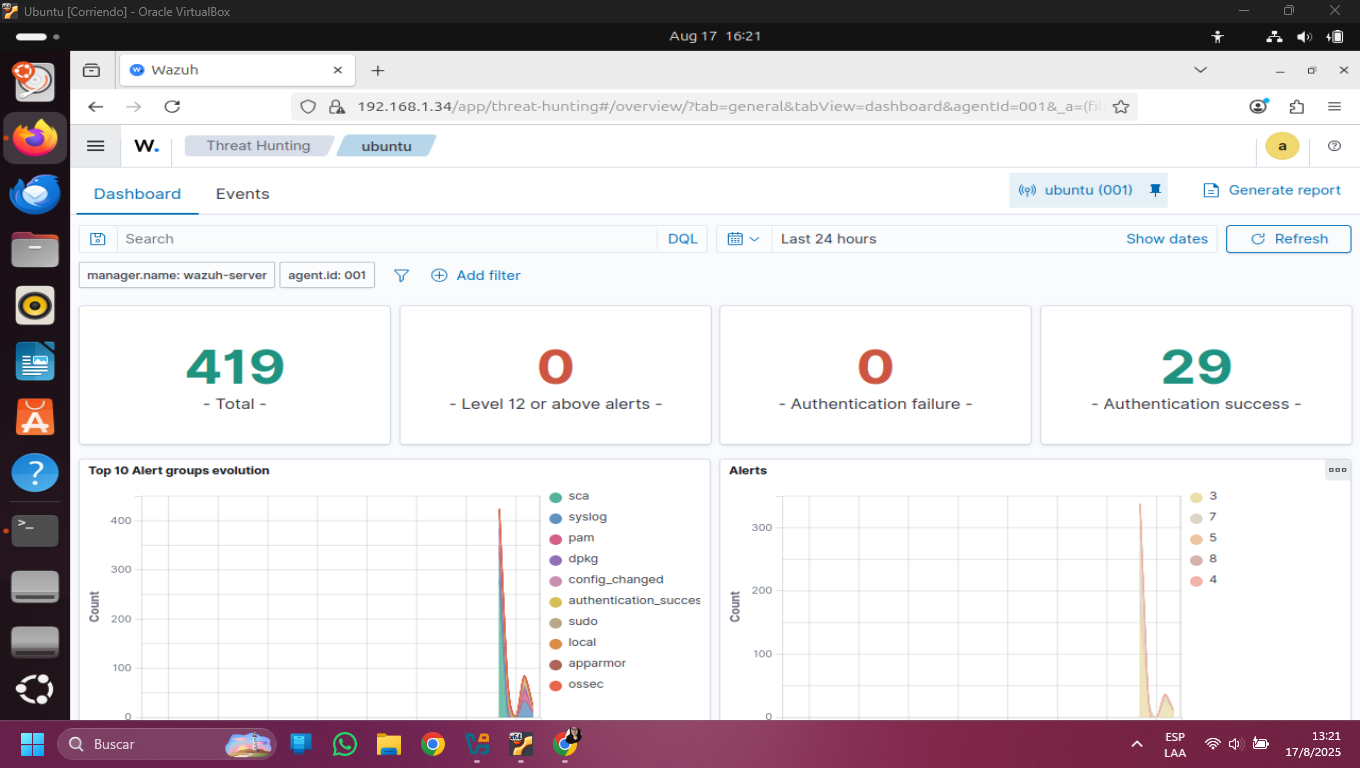 Ubuntu [Corriendo] - Oracle VirtualBox
Aug 17 16:21
Wazuh
192.168.1.34/app/threat-hunting#/overview/?tab=general&tabView=dashboard&agentId=001&_a=(fil
W. Threat Hunting ubuntu a
Dashboard Events ubuntu (001) Generate report
Search DQL Last 24 hours Show dates Refresh
manager.name: wazuh-server agent.id: 001 Add filter
419 0 0 29
- Total - - Level 12 or above alerts - - Authentication failure - - Authentication success -
Top 10 Alert groups evolution
Count
400
300
200
100
0
sca
syslog
pam
dpkg
config_changed
authentication_succes
sudo
local
apparmor
ossec
Alerts
Count
300
200
100
0
3
7
5
8
4
Buscar
ESP
LAA
13:21
17/8/2025